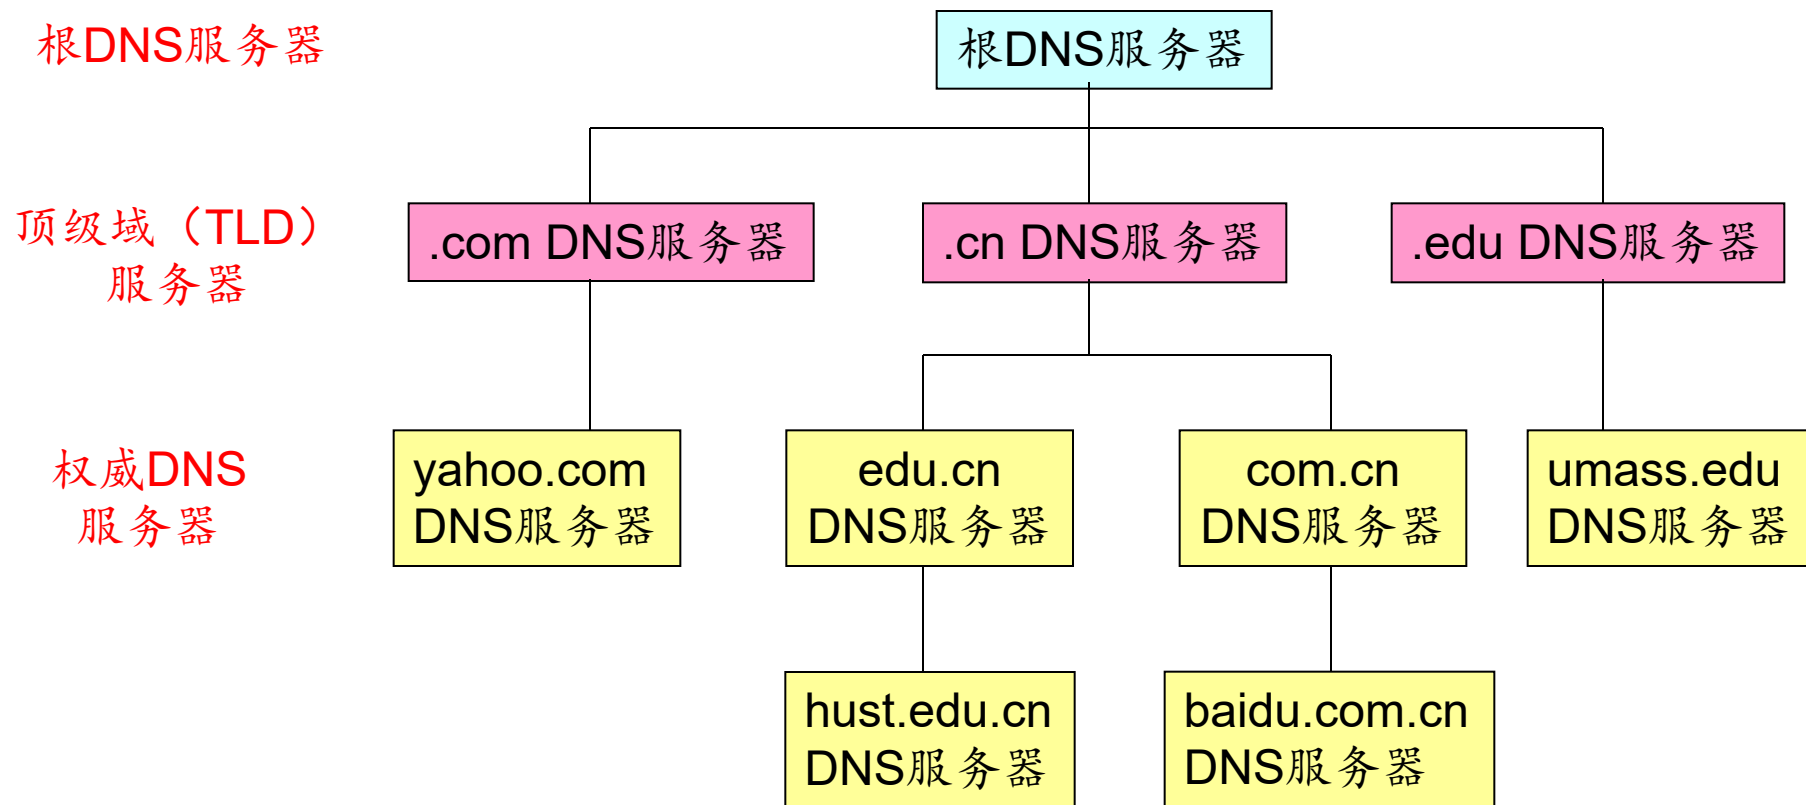 根DNS服务器
根DNS服务器
顶级域（TLD）
服务器
.com DNS服务器
.cn DNS服务器
.edu DNS服务器
权威DNS
服务器
yahoo.com
DNS服务器
edu.cn
DNS服务器
com.cn
DNS服务器
umass.edu
DNS服务器
hust.edu.cn
DNS服务器
baidu.com.cn
DNS服务器